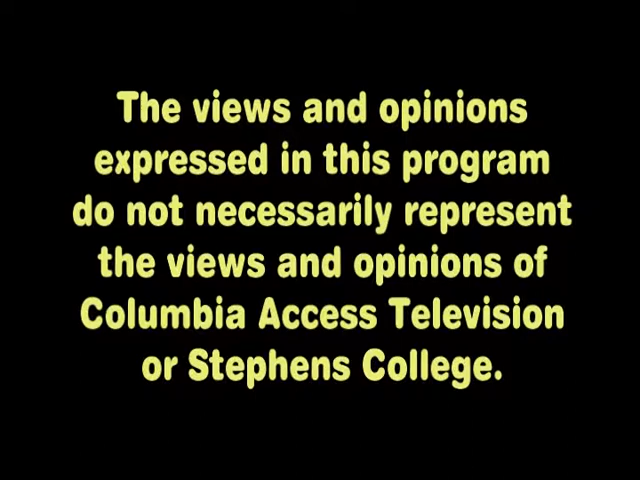 The views and opinions
expressed in this program
do not necessarily represent
the views and opinions of
Columbia Access Television
or Stephens College.